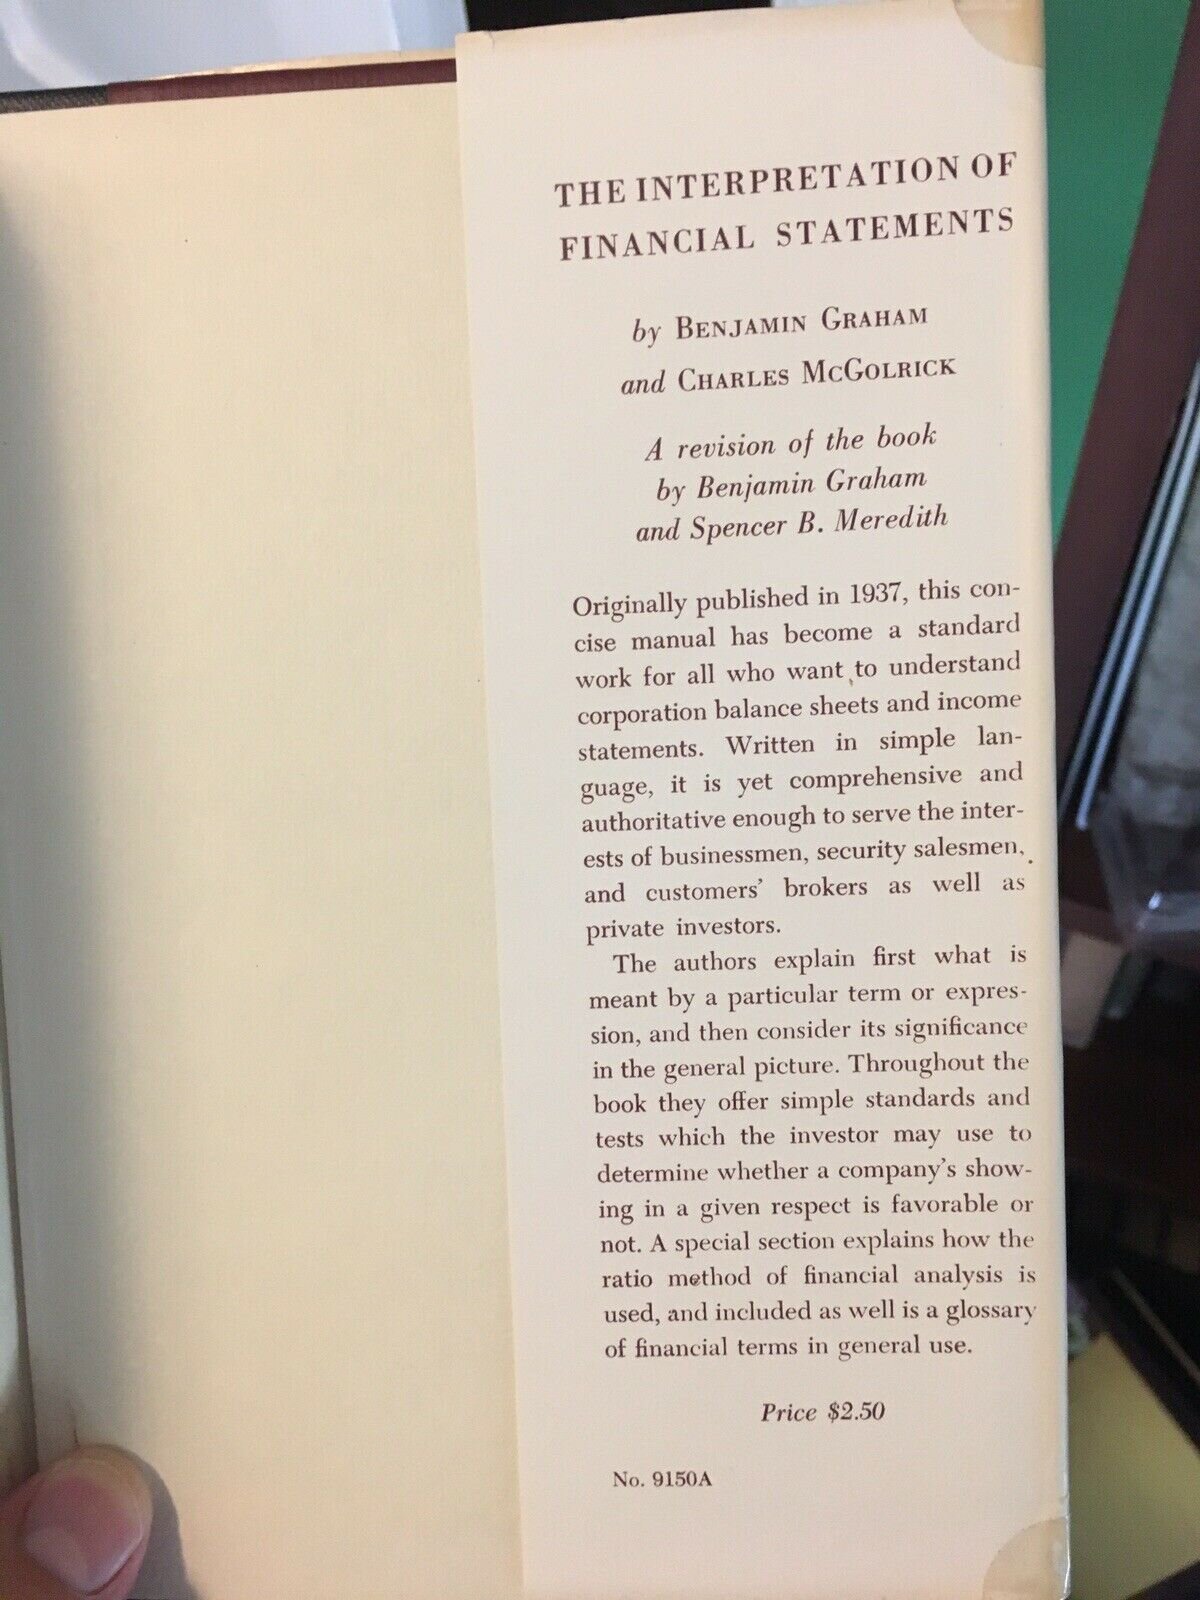 THE INTERPRETATION OF
FINANCIAL STATEMENTS
by BENJAMIN GRAHAM
and CHARLES MCGOLRICK
A revision of the book
by Benjamin Graham
and Spencer B. Meredith
Originally published in 1937, this con-
cise manual has become a standard
work for all who want to understand
corporation balance sheets and income
statements. Written in simple lan-
guage, it is yet comprehensive and
authoritative enough to serve the inter-
ests of businessmen, security salesmen,
and customers' brokers as well as
private investors.
The authors explain first what is
meant by a particular term or expres-
sion, and then consider its significance
in the general picture. Throughout the
book they offer simple standards and
tests which the investor may use to
determine whether a company's show-
ing in a given respect is favorable or
not. A special section explains how the
ratio method of financial analysis is
used, and included as well is a glossary
of financial terms in general use.
Price $2.50
No. 9150A